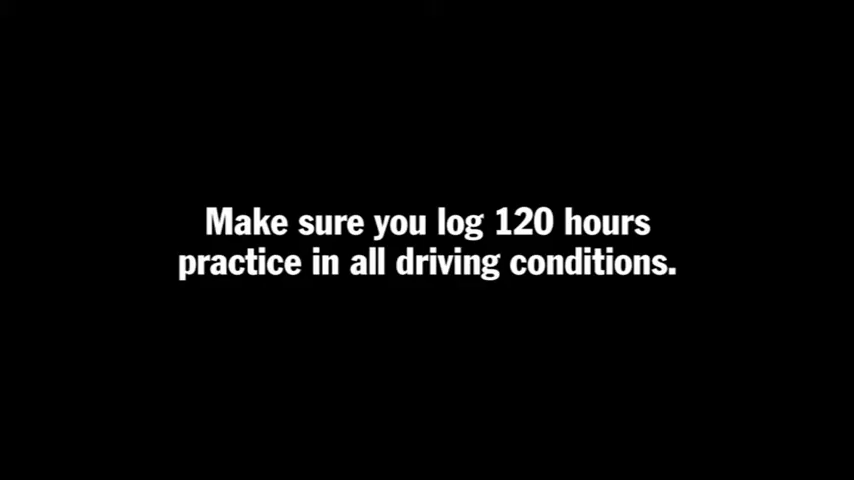 Make sure you log 120 hours
practice in all driving conditions.